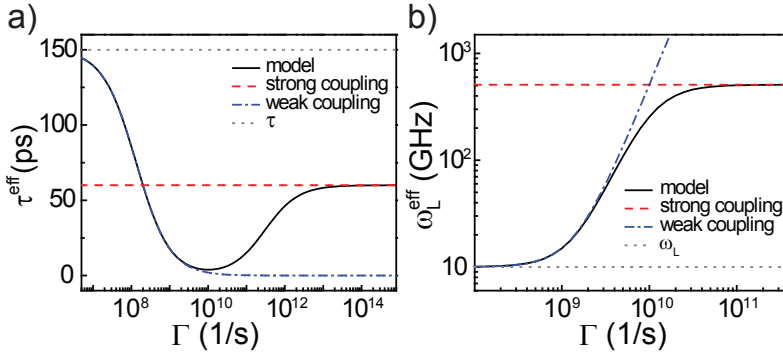 a)
150
100
50
0
τ^eff (ps)
model
strong coupling
weak coupling
τ
10^8
10^10
10^12
10^14
Γ (1/s)
b)
10^3
10^2
10
ω_L^eff (GHz)
model
strong coupling
weak coupling
ω_L
10^9
10^10
10^11
Γ (1/s)